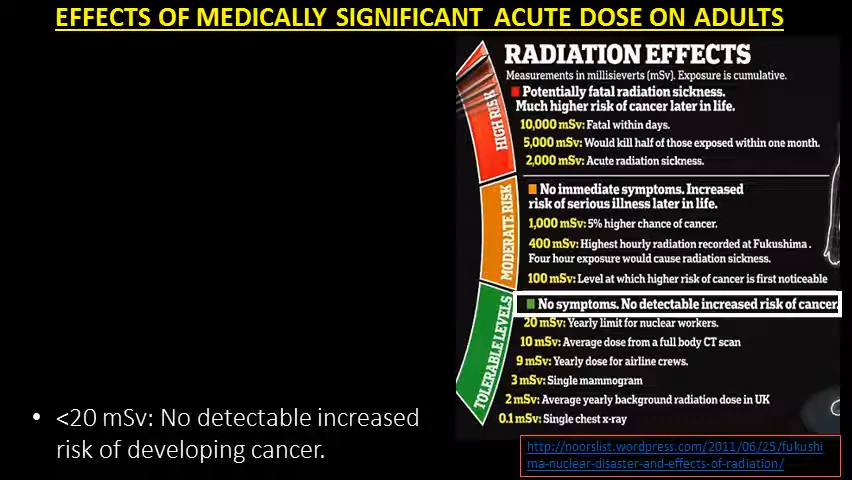 EFFECTS OF MEDICALLY SIGNIFICANT ACUTE DOSE ON ADULTS
RADIATION EFFECTS
Measurements in millisieverts (mSv). Exposure is cumulative.
Potentially fatal radiation sickness.
Much higher risk of cancer later in life.
10,000 mSv: Fatal within days.
5,000 mSv: Would kill half of those exposed within one month.
2,000 mSv: Acute radiation sickness.
HIGH RISK
No immediate symptoms. Increased
risk of serious illness later in life.
1,000 mSv: 5% higher chance of cancer.
400 mSv: Highest hourly radiation recorded at Fukushima.
Four hour exposure would cause radiation sickness.
100 mSv: Level at which higher risk of cancer is first noticeable
MODERATE RISK
No symptoms. No detectable increased risk of cancer.
20 mSv: Yearly limit for nuclear workers.
10 mSv: Average dose from a full body CT scan
9 mSv: Yearly dose for airline crews.
3 mSv: Single mammogram
2 mSv: Average yearly background radiation dose in UK
0.1 mSv: Single chest x-ray
TOLERABLE LEVELS
• <20 mSv: No detectable increased
risk of developing cancer.
http://noorslist.wordpress.com/2011/06/25/fukushi
ma-nuclear-disaster-and-effects-of-radiation/